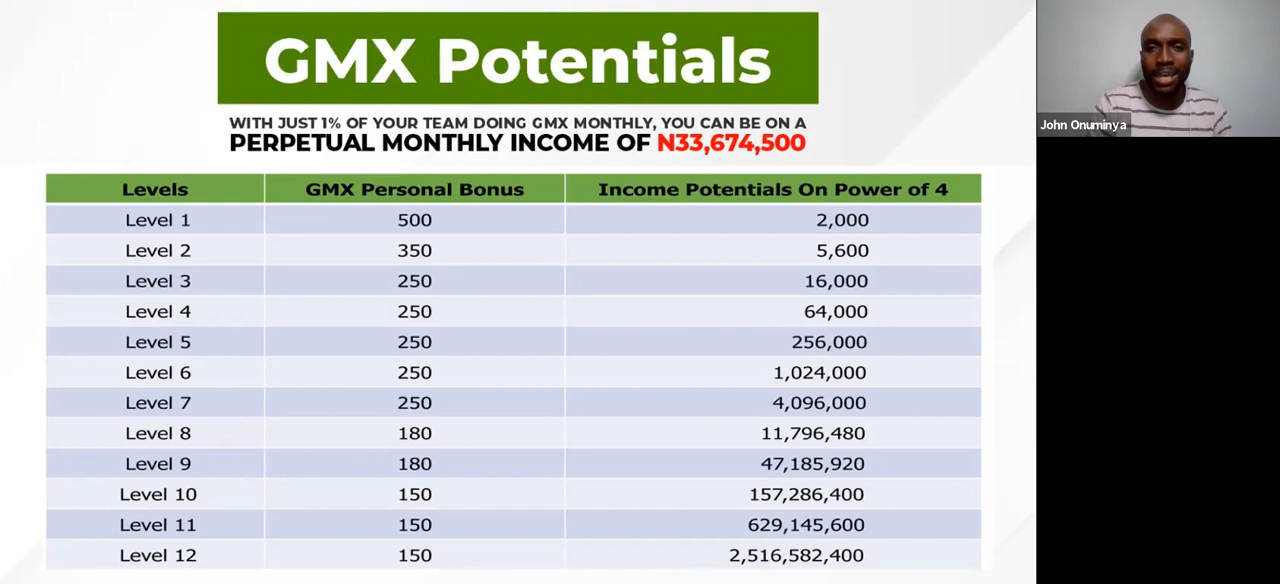 GMX Potentials
WITH JUST 1% OF YOUR TEAM DOING GMX MONTHLY, YOU CAN BE ON A
PERPETUAL MONTHLY INCOME OF N33,674,500
Levels GMX Personal Bonus Income Potentials On Power of 4
Level 1 500 2,000
Level 2 350 5,600
Level 3 250 16,000
Level 4 250 64,000
Level 5 250 256,000
Level 6 250 1,024,000
Level 7 250 4,096,000
Level 8 180 11,796,480
Level 9 180 47,185,920
Level 10 150 157,286,400
Level 11 150 629,145,600
Level 12 150 2,516,582,400
John Onuminya